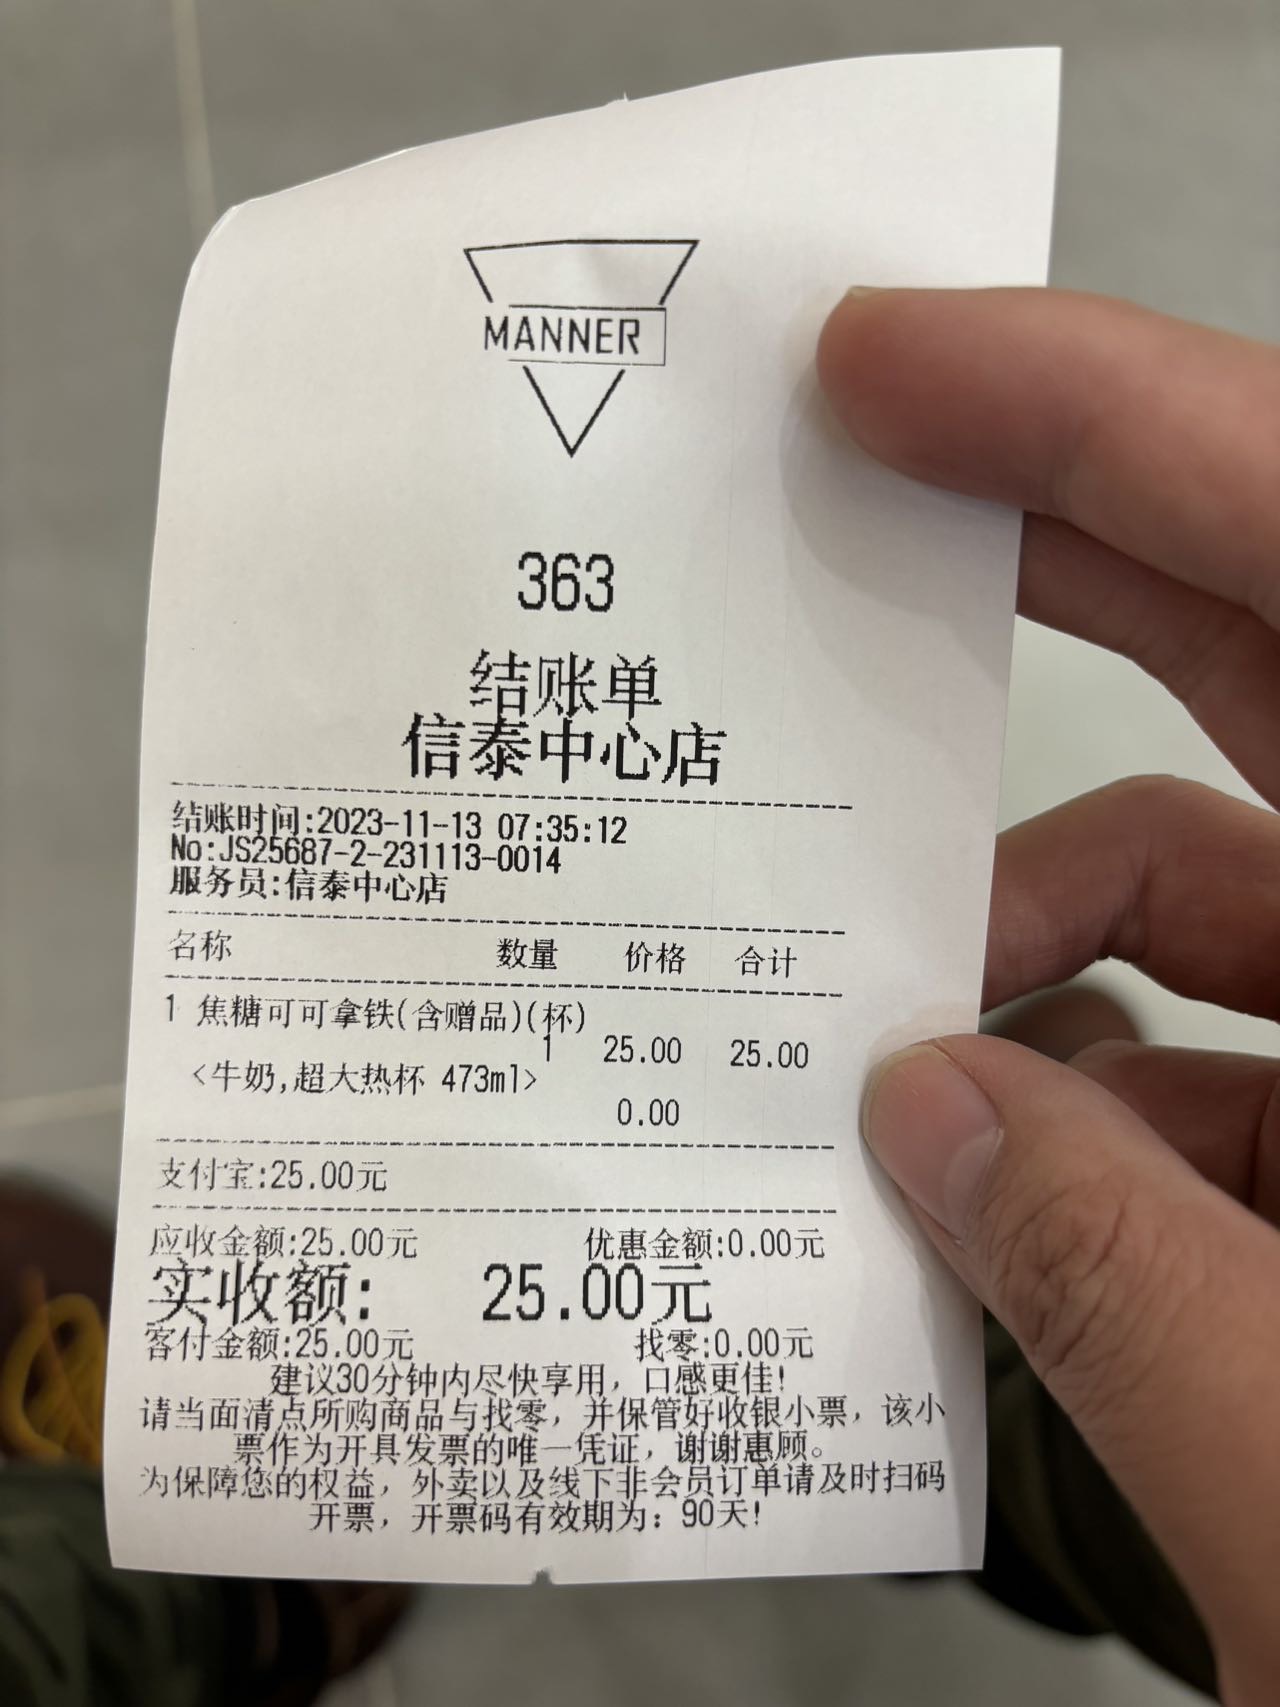 MANNER
363
结账单
信泰中心店
结账时间:2023-11-13 07:35:12
No:JS25687-2-231113-0014
服务员:信泰中心店
名称 数量 价格 合计
1 焦糖可可拿铁(含赠品)(杯)
1 25.00 25.00
<牛奶,超大热杯 473ml>
0.00
支付宝:25.00元
应收金额:25.00元 优惠金额:0.00元
实收额: 25.00元
客付金额:25.00元 找零:0.00元
建议30分钟内尽快享用，口感更佳!
请当面清点所购商品与找零，并保管好收银小票，该小
票作为开具发票的唯一凭证，谢谢惠顾。
为保障您的权益，外卖以及线下非会员订单请及时扫码
开票，开票码有效期为：90天!